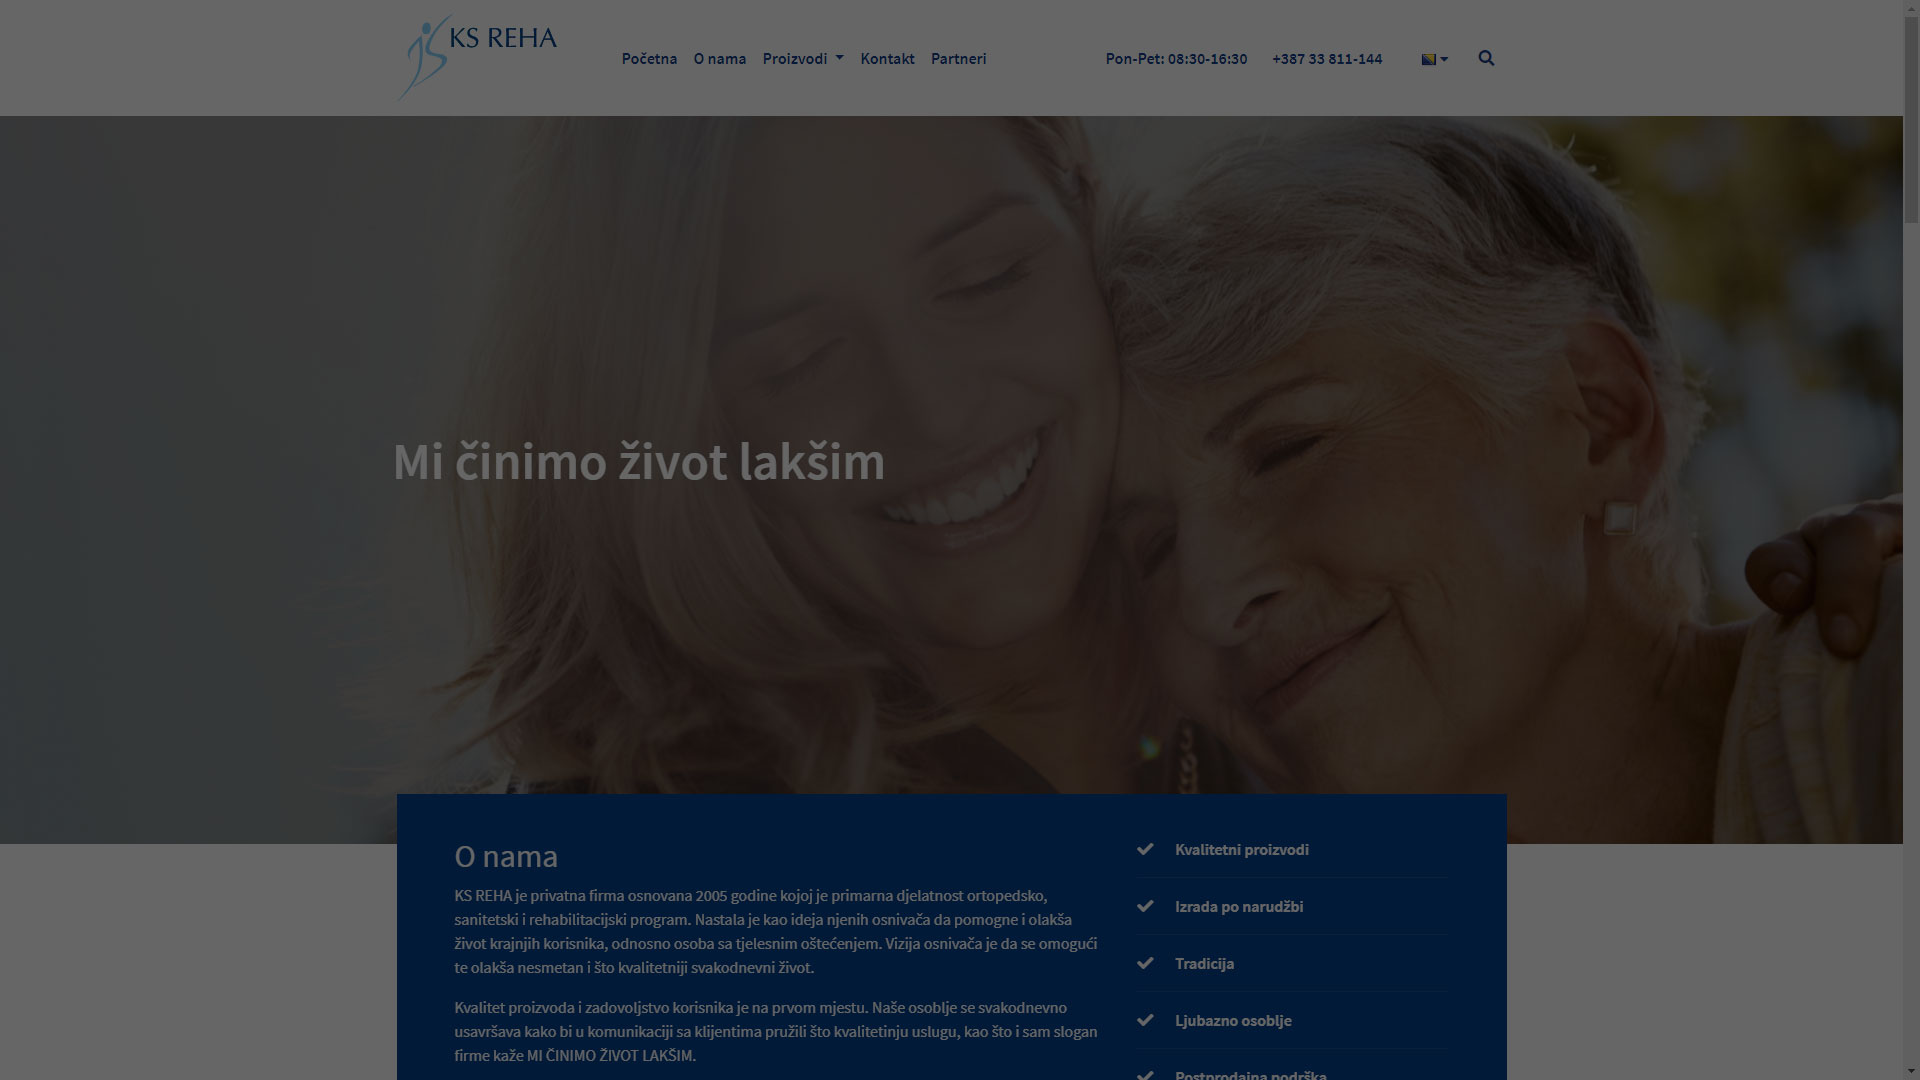 KS REHA
Početna
O nama
Proizvodi
Kontakt
Partneri
Pon-Pet: 08:30-16:30
+387 33 811-144
Mi činimo život lakšim
O nama
KS REHA je privatna firma osnovana 2005 godine kojoj je primarna djelatnost ortopedsko,
sanitetski i rehabilitacijski program. Nastala je kao ideja njenih osnivača da pomogne i olakša
život krajnjih korisnika, odnosno osoba sa tjelesnim oštećenjem. Vizija osnivača je da se omogući
te olakša nesmetan i što kvalitetniji svakodnevni život.
Kvalitet proizvoda i zadovoljstvo korisnika je na prvom mjestu. Naše osoblje se svakodnevno
usavršava kako bi u komunikaciji sa klijentima pružili što kvalitetinju uslugu, kao što i sam slogan
firme kaže MI ČINIMO ŽIVOT LAKŠIM.
Kvalitetni proizvodi
Izrada po narudžbi
Tradicija
Ljubazno osoblje
Postprodajna podrška